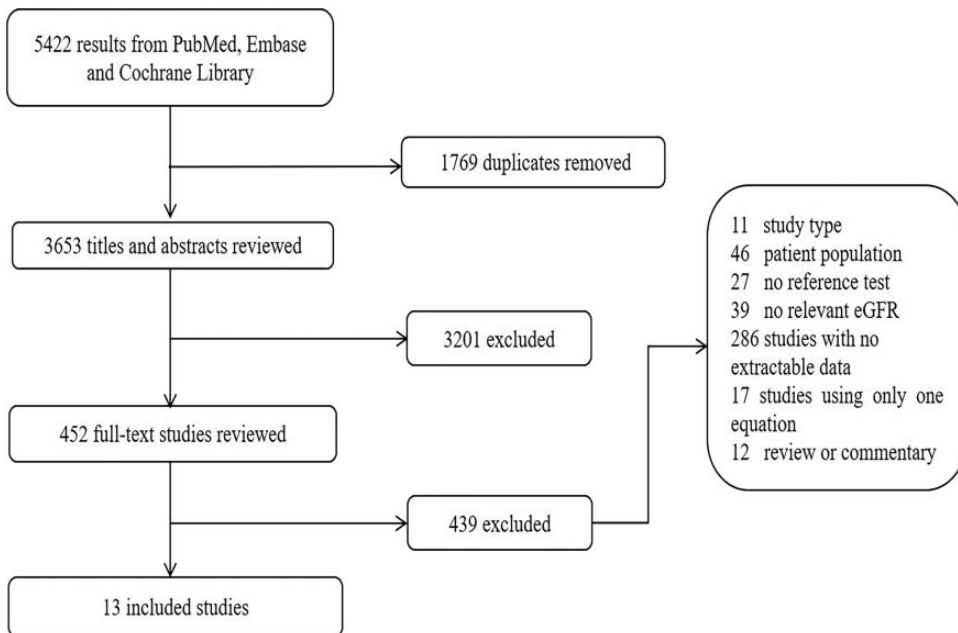 5422 results from PubMed, Embase
and Cochrane Library
1769 duplicates removed
3653 titles and abstracts reviewed
3201 excluded
452 full-text studies reviewed
439 excluded
11 study type
46 patient population
27 no reference test
39 no relevant eGFR
286 studies with no
extractable data
17 studies using only one
equation
12 review or commentary
13 included studies